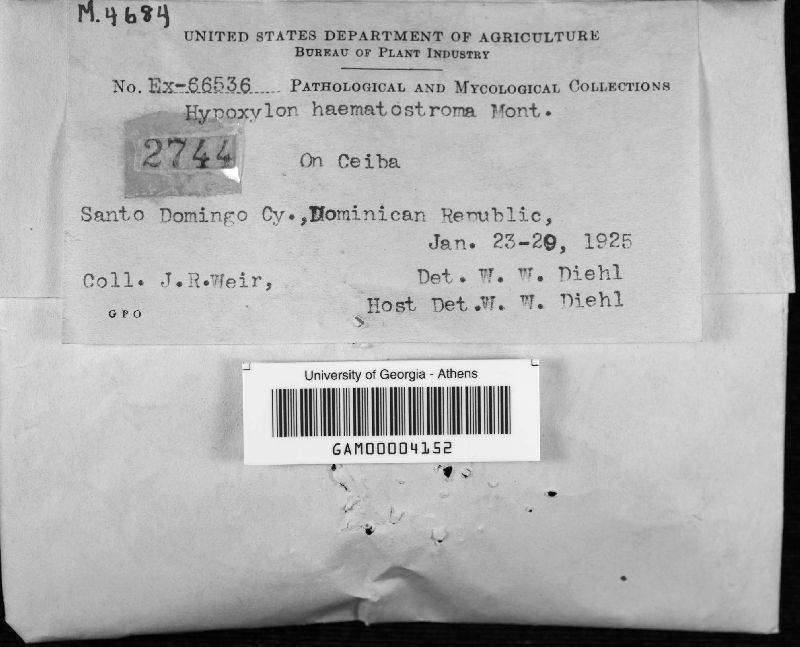 M.4684
UNITED STATES DEPARTMENT OF AGRICULTURE
BUREAU OF PLANT INDUSTRY
No. Ex-66536 PATHOLOGICAL AND MYCOLOGICAL COLLECTIONS
Hypoxylon haematostroma Mont.
2744
On Ceiba
Santo Domingo Cy.,Dominican Republic,
Jan. 23-29, 1925
Coll. J.R.Weir,
Det. W. W. Diehl
Host Det.W. W. Diehl
GPO
University of Georgia - Athens
GAM00004152